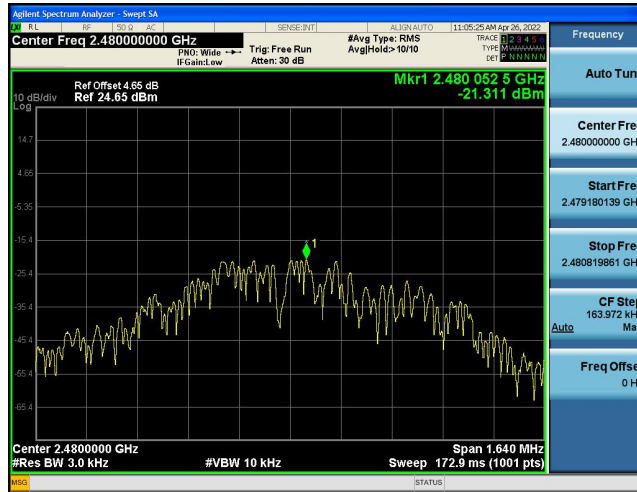 Agilent Spectrum Analyzer - Swept SA
LXI RL RF 50 Ω AC SENSE:INT ALIGN AUTO 11:05:25 AM Apr 26, 2022
Center Freq 2.480000000 GHz
PNO: Wide
IFGain:Low
Trig: Free Run
Atten: 30 dB
#Avg Type: RMS
Avg|Hold>10/10
TRACE 1 2 3 4 5 6
TYPE M
DET P N N N N N
Ref Offset 4.65 dB
Ref 24.65 dBm
10 dB/div
Log
Mkr1 2.480 052 5 GHz
-21.311 dBm
14.7
4.65
-5.35
-15.4
-25.4
-35.4
-45.4
-55.4
-65.4
1
Center 2.4800000 GHz
#Res BW 3.0 kHz
#VBW 10 kHz
Span 1.640 MHz
Sweep 172.9 ms (1001 pts)
MSG STATUS
Frequency
Auto Tun
Center Fre
2.480000000 GH
Start Fre
2.479180139 GH
Stop Fre
2.480819861 GH
CF Ste
163.972 kH
Auto Ma
Freq Offse
0 H